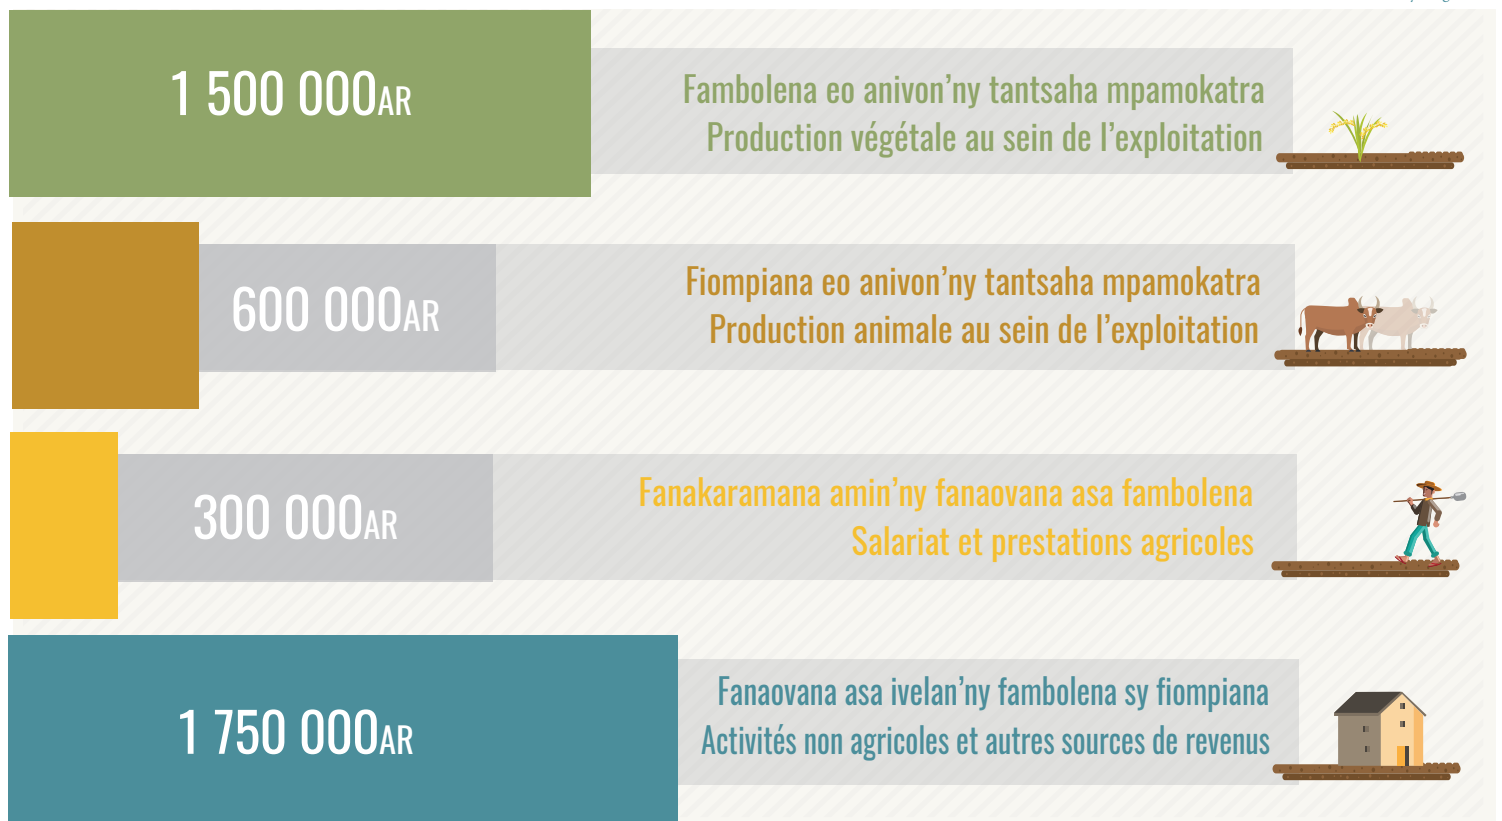 1 500 000AR
Fambolena eo anivon’ny tantsaha mpamokatra
Production végétale au sein de l’exploitation
600 000AR
Fiompiana eo anivon’ny tantsaha mpamokatra
Production animale au sein de l’exploitation
300 000AR
Fanakaramana amin’ny fanaovana asa fambolena
Salariat et prestations agricoles
1 750 000AR
Fanaovana asa ivelan’ny fambolena sy fiompiana
Activités non agricoles et autres sources de revenus